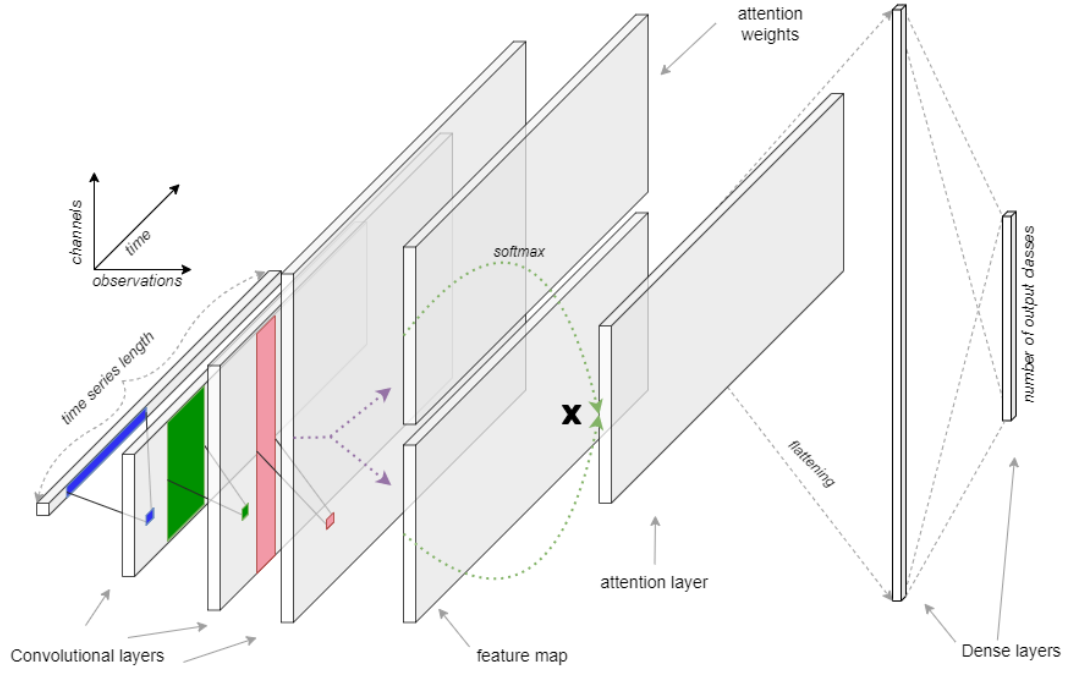 attention
weights
channels
time
observations
softmax
time series length
number of output classes
X
flattening
attention layer
Convolutional layers
feature map
Dense layers